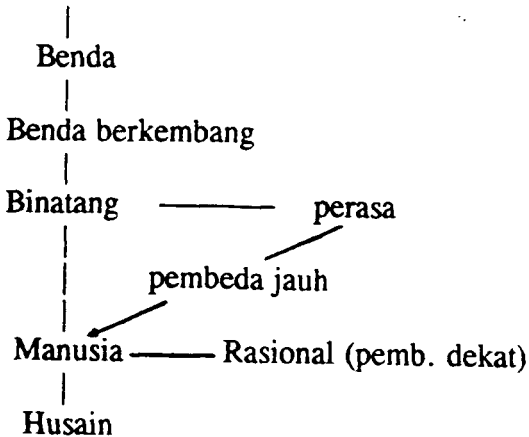 Benda
Benda berkembang
Binatang perasa
pembeda jauh
Manusia Rasional (pemb. dekat)
Husain